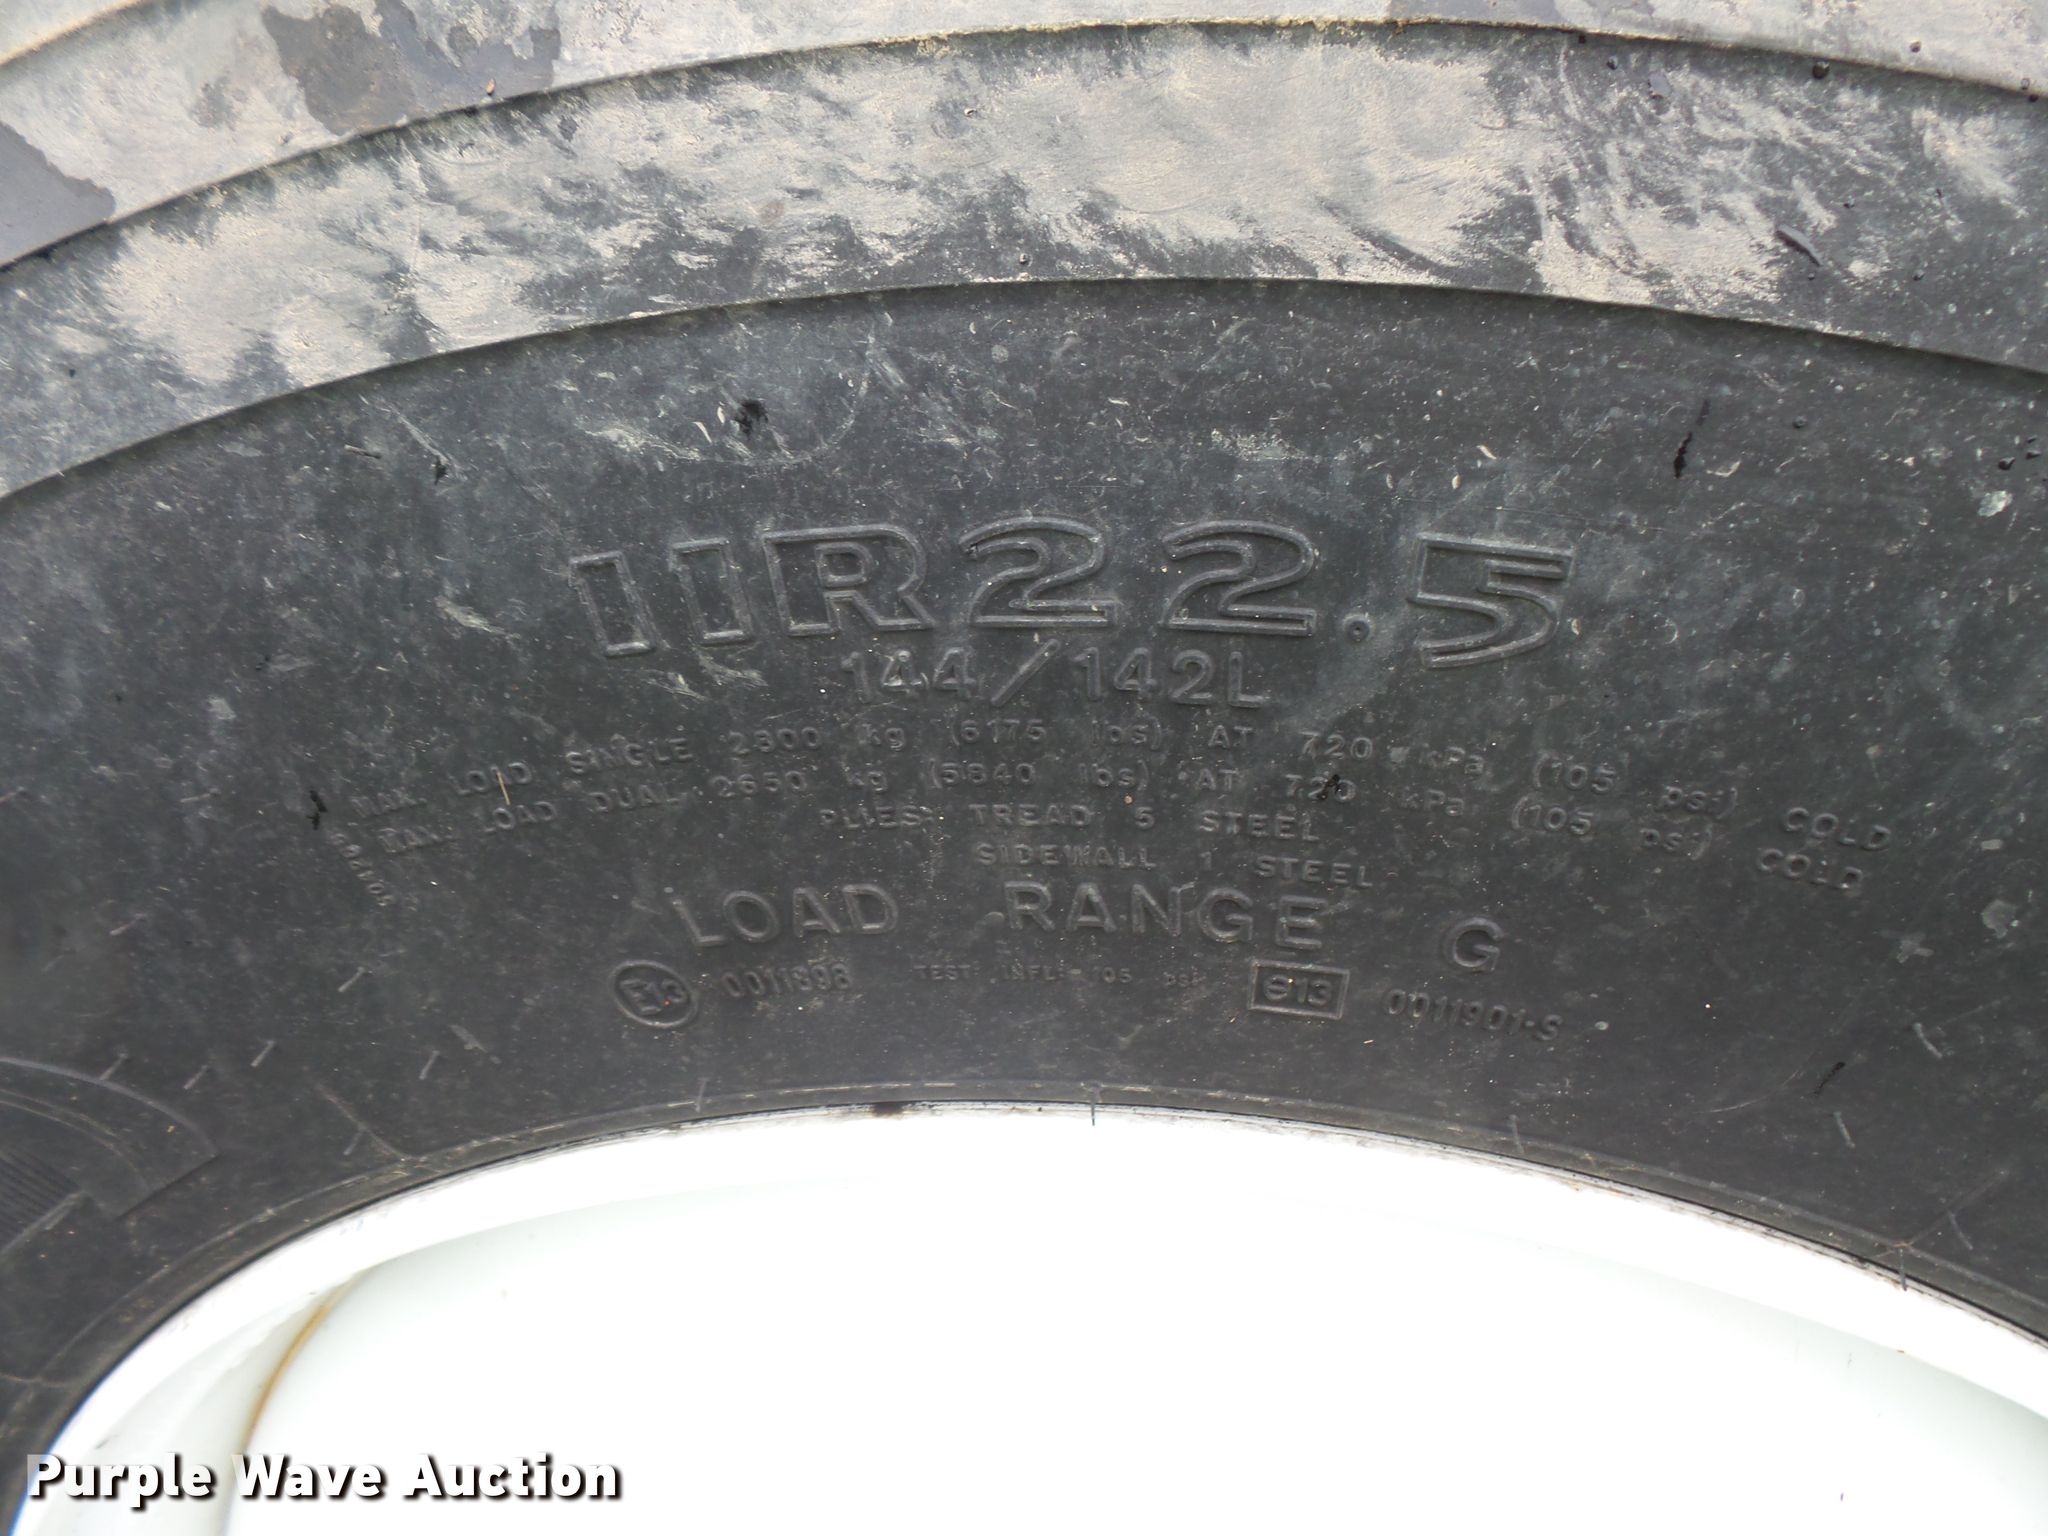 11R22.5
144/142L
MAX. LOAD SINGLE 2800 kg (6175 lbs) AT 720 kPa (105 psi) COLD
MAX. LOAD DUAL 2650 kg (5840 lbs) AT 720 kPa (105 psi) COLD
PLIES: TREAD 5 STEEL
SIDEWALL 1 STEEL
LOAD RANGE G
E13 0011898 TEST INFL: 105 psi e13 0011901-S
Purple Wave Auction